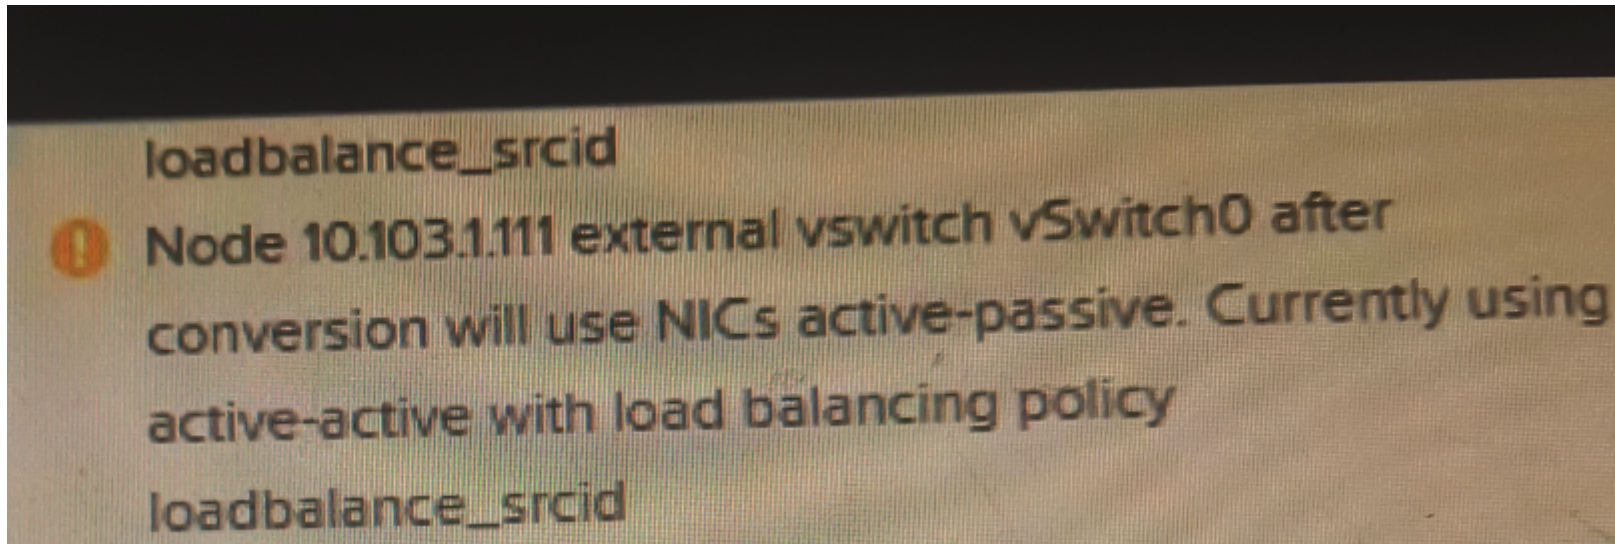 loadbalance_srcid
Node 10.103.1.111 external vswitch vSwitch0 after
conversion will use NICs active-passive. Currently using
active-active with load balancing policy
loadbalance_srcid